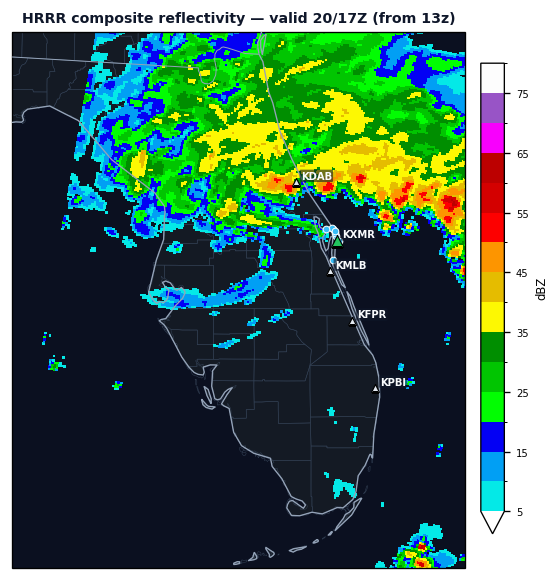 HRRR composite reflectivity — valid 20/17Z (from 13z)
KDAB
KXMR
KMLB
KFPR
KPBI
75
65
55
45
35
25
15
5
dBZ